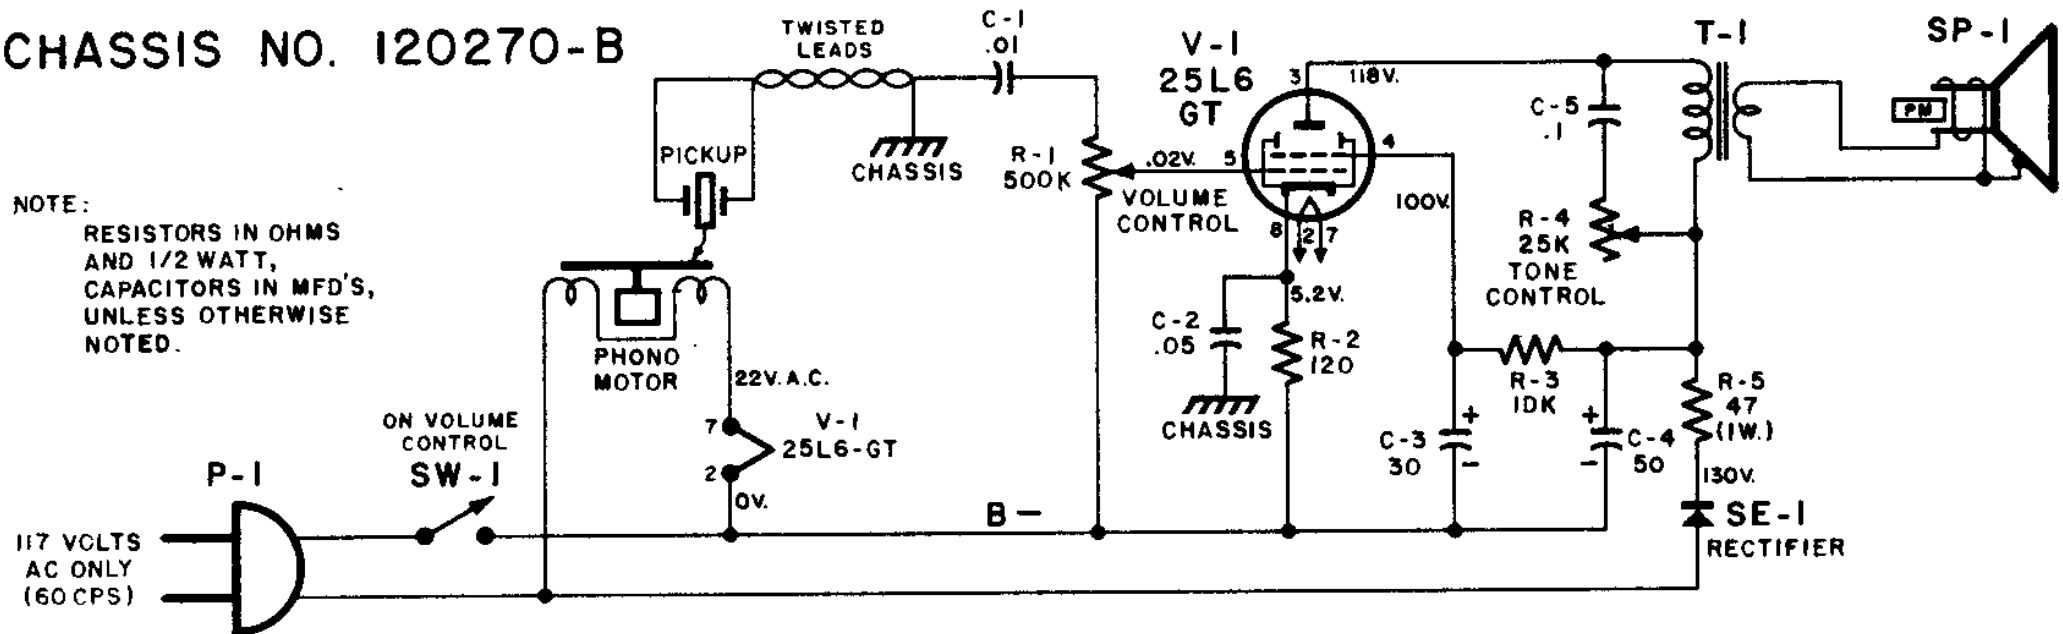 CHASSIS NO. 120270-B
TWISTED
LEADS
C-1
.01
V-1
25L6
GT
3
118V.
T-1
SP-1
C-5
.1
PM
PICKUP
CHASSIS
R-1
500K
.02V.
5
4
VOLUME
CONTROL
100V.
NOTE:
RESISTORS IN OHMS
AND 1/2 WATT,
CAPACITORS IN MFD'S,
UNLESS OTHERWISE
NOTED.
8
2
7
R-4
25K
TONE
CONTROL
5.2V.
C-2
.05
R-2
120
CHASSIS
PHONO
MOTOR
22V.A.C.
R-3
10K
R-5
47
(1W.)
ON VOLUME
CONTROL
SW-1
7
V-1
25L6-GT
2
0V.
+
C-3
30
-
+
C-4
50
-
130V.
P-1
B-
SE-1
RECTIFIER
117 VOLTS
AC ONLY
(60 CPS)